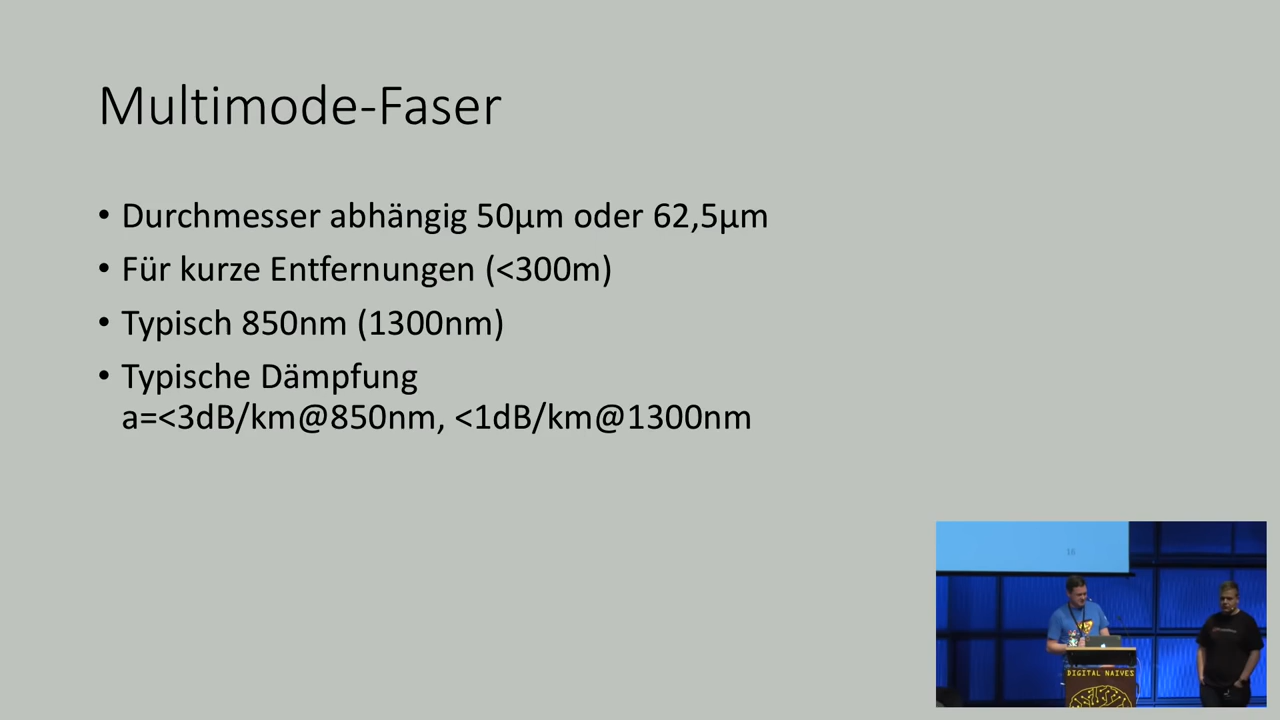 Multimode-Faser
• Durchmesser abhängig 50µm oder 62,5µm
• Für kurze Entfernungen (<300m)
• Typisch 850nm (1300nm)
• Typische Dämpfung
a=<3dB/km@850nm, <1dB/km@1300nm
18
DIGITAL NAIVES